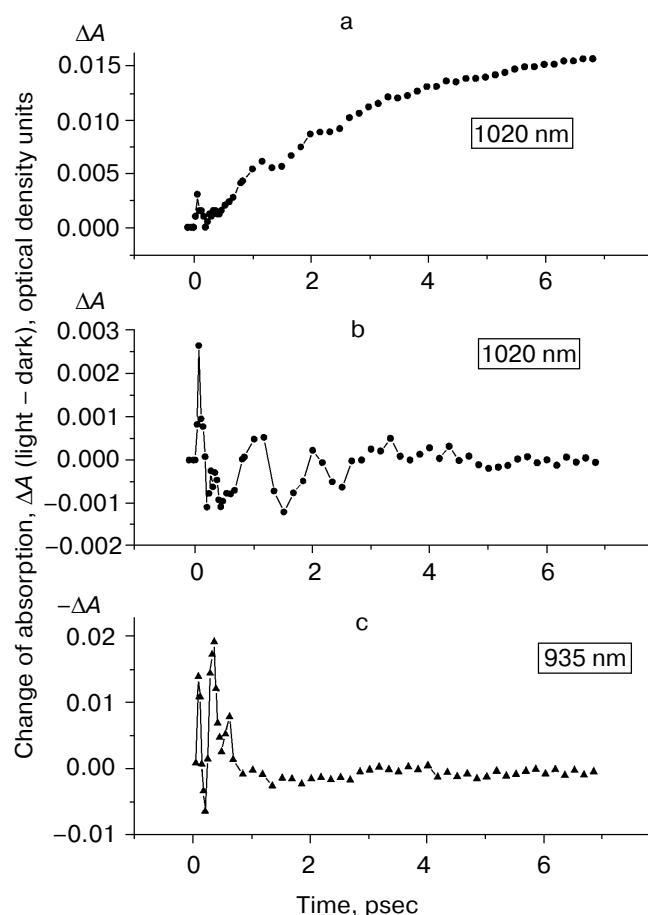 a
ΔA
0.015
0.010
0.005
0.000
1020 nm
0 2 4 6
b
ΔA
0.003
0.002
0.001
0.000
−0.001
−0.002
1020 nm
0 2 4 6
c
−ΔA
0.02
0.01
0.00
−0.01
935 nm
0 2 4 6
Time, psec
Change of absorption, ΔA (light – dark), optical density units